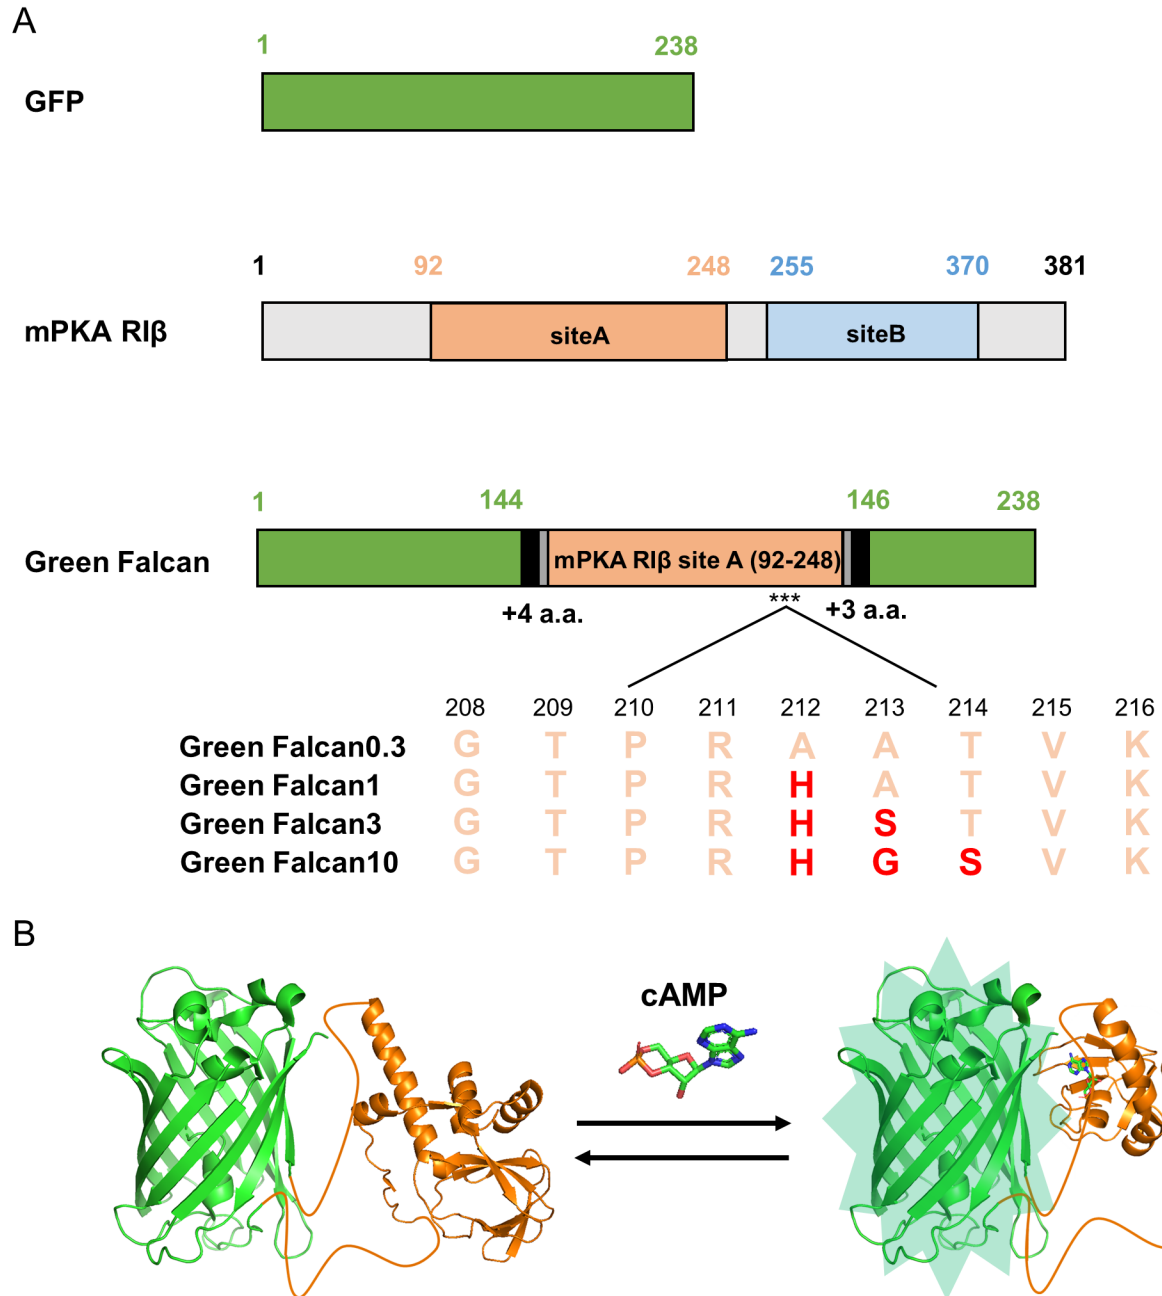 A
1 238
GFP
1 92 248 255 370 381
mPKA RIβ siteA siteB
1 144 146 238
Green Falcan mPKA RIβ site A (92-248)
+4 a.a. *** +3 a.a.
208 209 210 211 212 213 214 215 216
Green Falcan0.3 G T P R A A T V K
Green Falcan1 G T P R H A T V K
Green Falcan3 G T P R H S T V K
Green Falcan10 G T P R H G S V K
B
cAMP